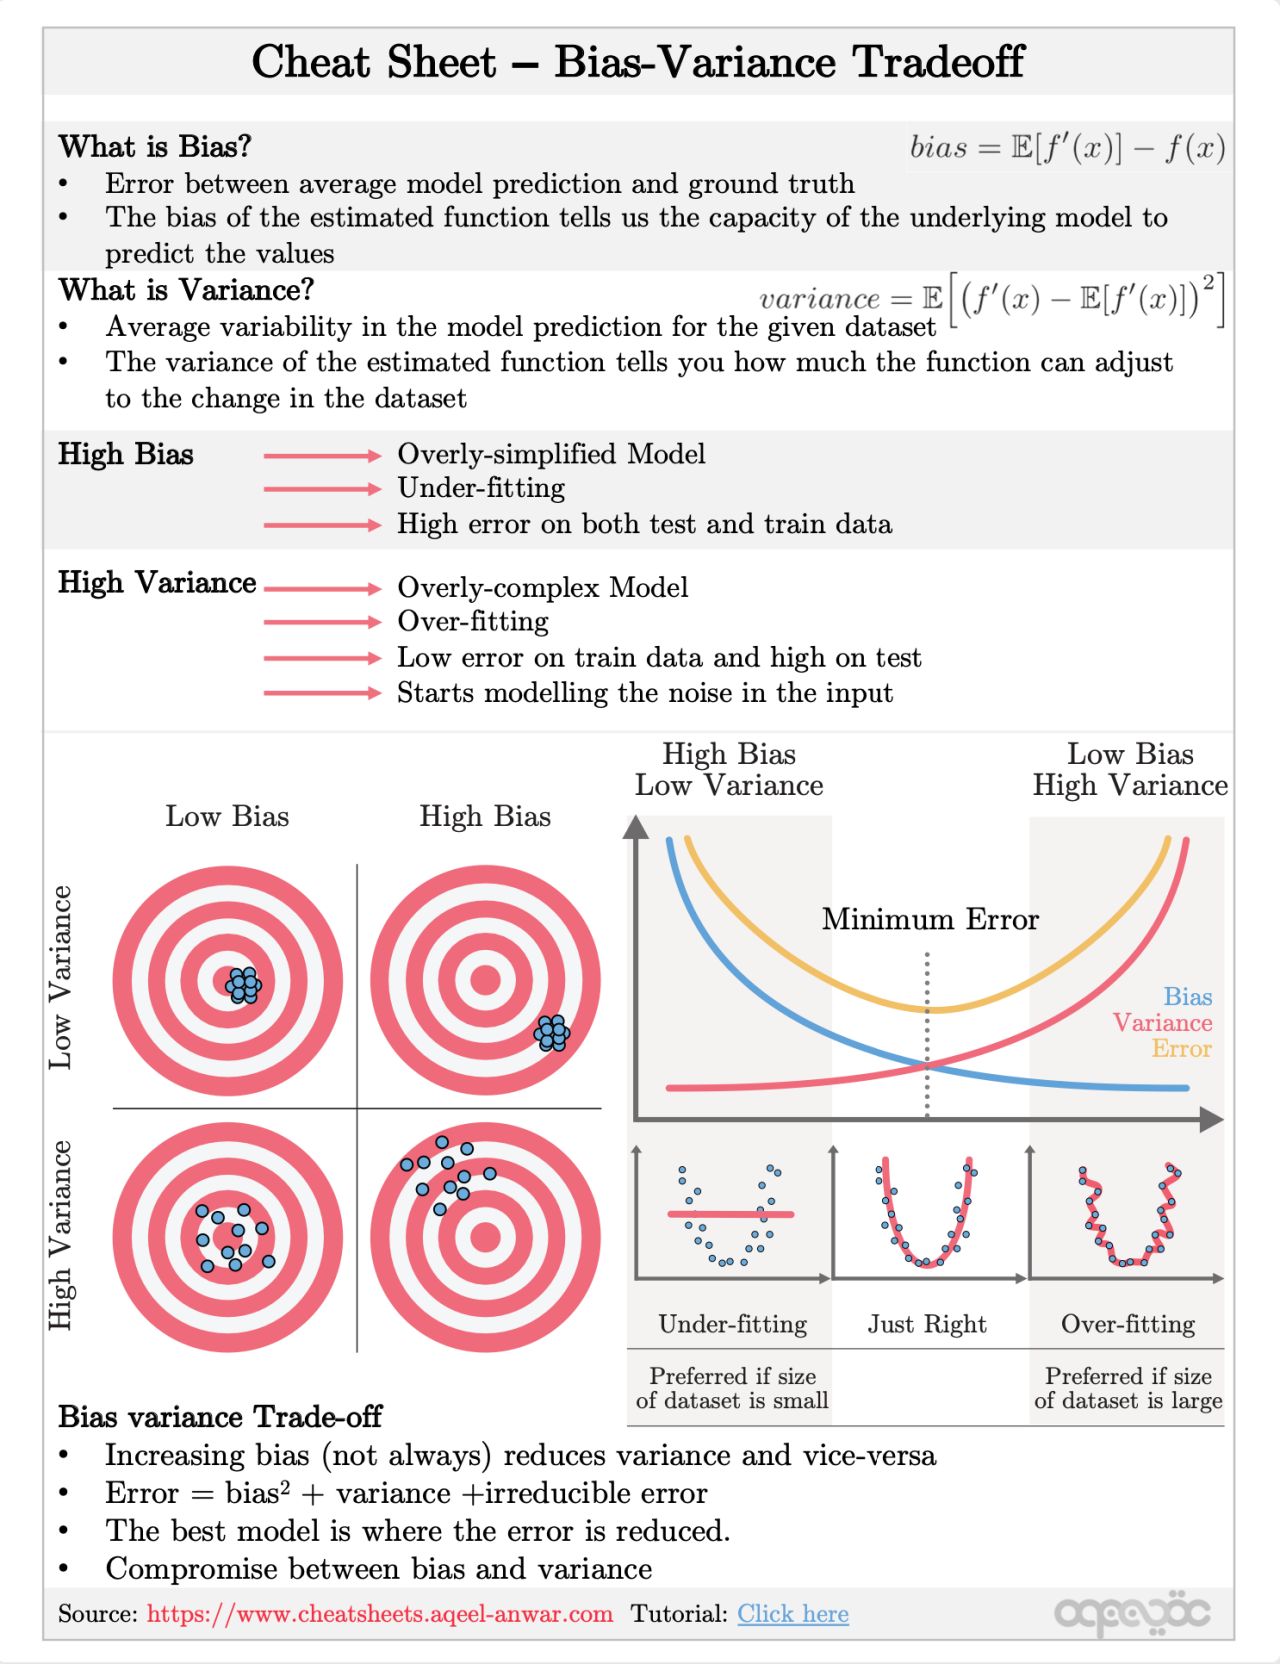 Cheat Sheet – Bias-Variance Tradeoff
What is Bias?
bias = 𝔼[f′(x)] − f(x)
• Error between average model prediction and ground truth
• The bias of the estimated function tells us the capacity of the underlying model to
predict the values
What is Variance?
variance = 𝔼[(f′(x) − 𝔼[f′(x)])²]
• Average variability in the model prediction for the given dataset
• The variance of the estimated function tells you how much the function can adjust
to the change in the dataset
High Bias
Overly-simplified Model
Under-fitting
High error on both test and train data
High Variance
Overly-complex Model
Over-fitting
Low error on train data and high on test
Starts modelling the noise in the input
Low Bias
High Bias
Low Variance
High Variance
High Bias
Low Variance
Low Bias
High Variance
Minimum Error
Bias
Variance
Error
Under-fitting
Just Right
Over-fitting
Preferred if size
of dataset is small
Preferred if size
of dataset is large
Bias variance Trade-off
• Increasing bias (not always) reduces variance and vice-versa
• Error = bias² + variance +irreducible error
• The best model is where the error is reduced.
• Compromise between bias and variance
Source: https://www.cheatsheets.aqeel-anwar.com Tutorial: Click here